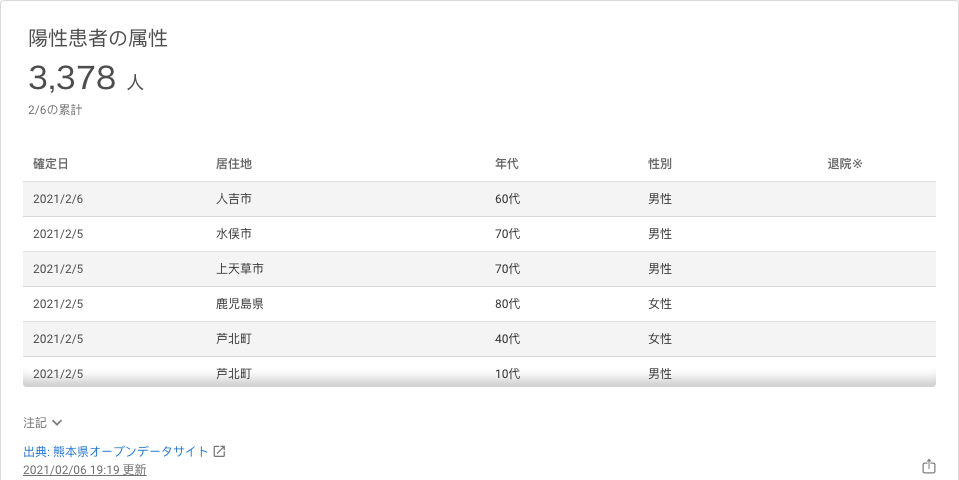 陽性患者の属性
3,378 人
2/6の累計
確定日 居住地 年代 性別 退院※
2021/2/6 人吉市 60代 男性
2021/2/5 水俣市 70代 男性
2021/2/5 上天草市 70代 男性
2021/2/5 鹿児島県 80代 女性
2021/2/5 芦北町 40代 女性
2021/2/5 芦北町 10代 男性
注記
出典: 熊本県オープンデータサイト
2021/02/06 19:19 更新